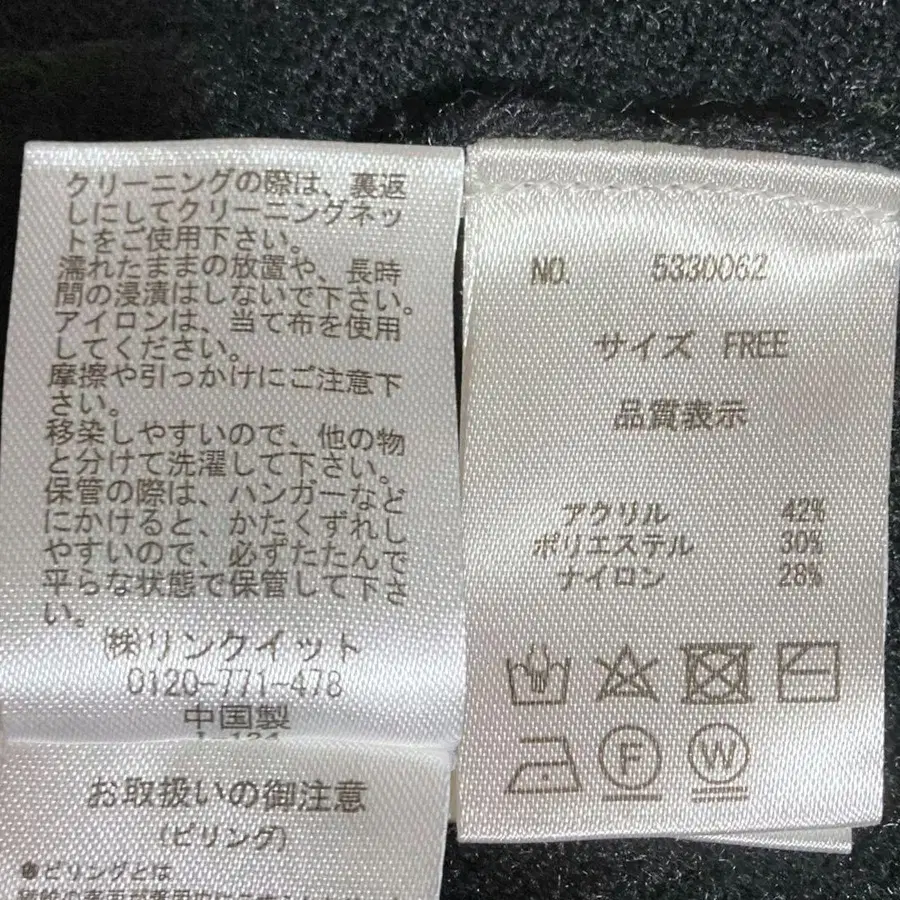 クリーニングの際は、裏返
しにしてクリーニングネッ
トをご使用下さい。
濡れたままの放置や、長時
間の浸漬はしないで下さい。
アイロンは、当て布を使用
してください。
摩擦や引っかけにご注意下
さい。
移染しやすいので、他の物
と分けて洗濯して下さい。
保管の際は、ハンガーなど
にかけると、かたくずれし
やすいので、必ずたたんで
平らな状態で保管して下さ
い。
㈱リンクイット
0120-771-478
中国製
お取扱いの御注意
(ピリング)
●ピリングとは
NO. 5330062
サイズ FREE
品質表示
アクリル 42%
ポリエステル 30%
ナイロン 28%
F
W